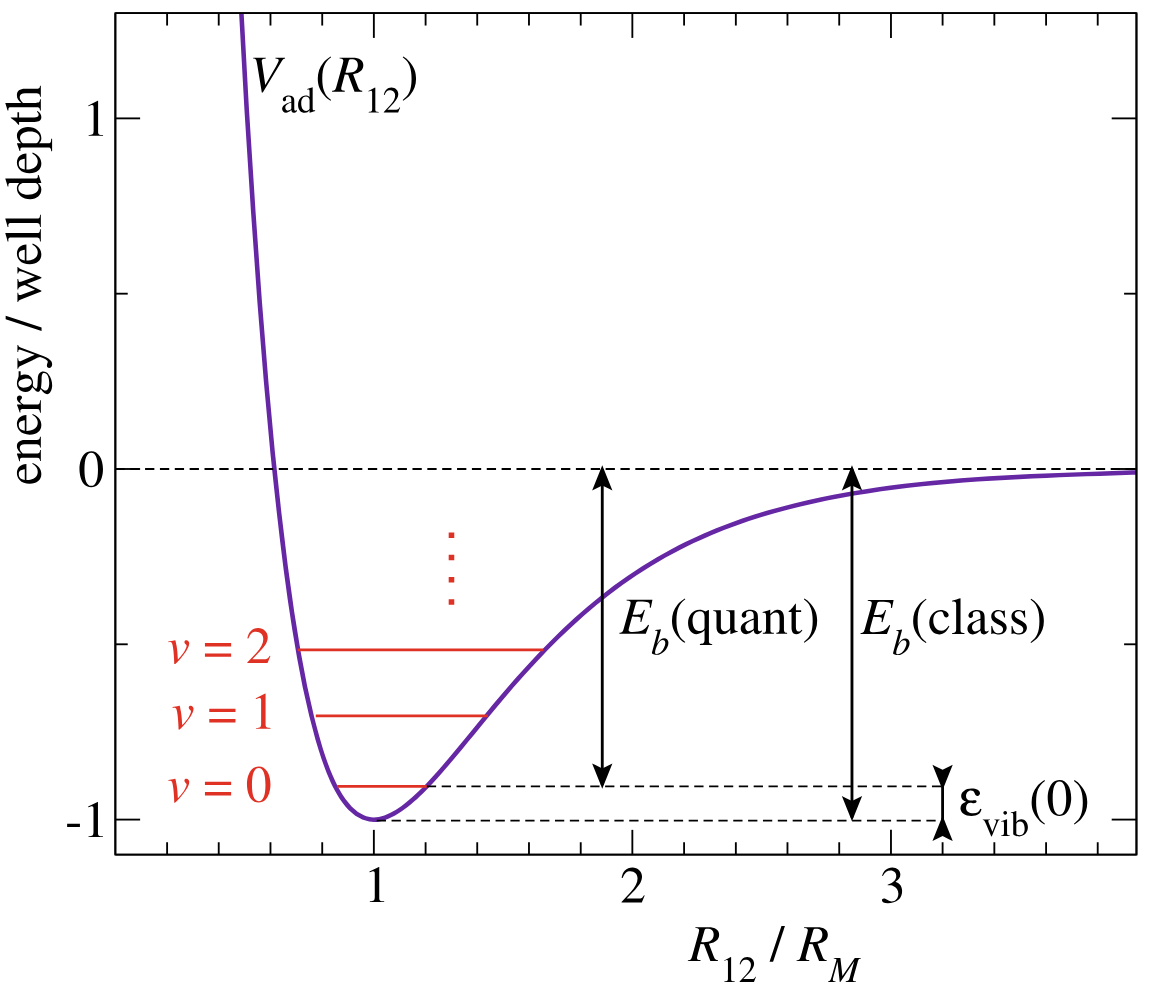 V_ad(R_12)
energy / well depth
1
0
E_b(quant)
E_b(class)
v = 2
v = 1
v = 0
ε_vib(0)
-1
1
2
3
R_12 / R_M